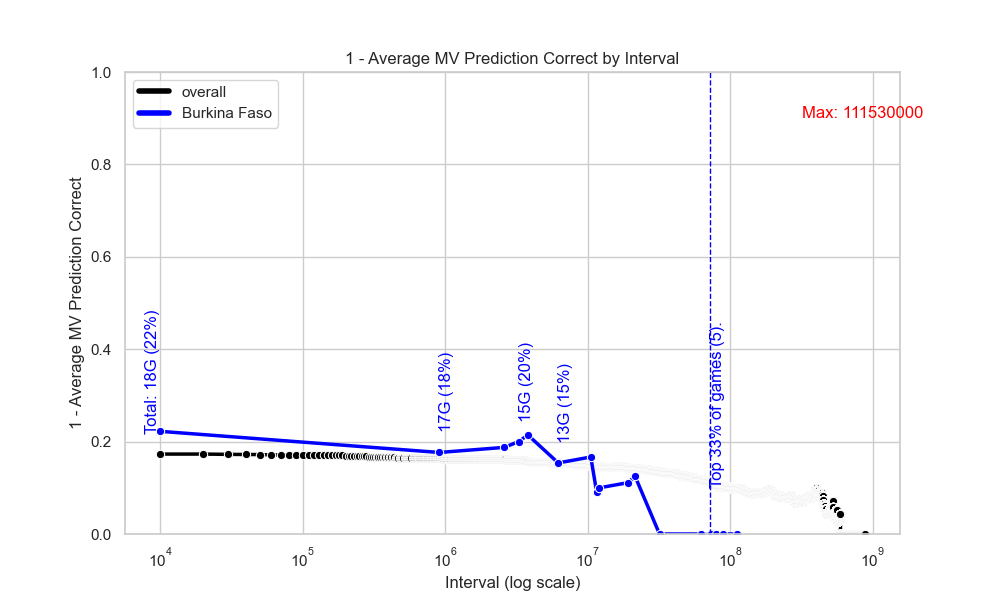 1 - Average MV Prediction Correct by Interval
overall
Burkina Faso
Max: 111530000
1 - Average MV Prediction Correct
1.0
0.8
0.6
0.4
0.2
0.0
Total: 18G (22%)
17G (18%)
15G (20%)
13G (15%)
Top 33% of games (5).
10^4
10^5
10^6
10^7
10^8
10^9
Interval (log scale)